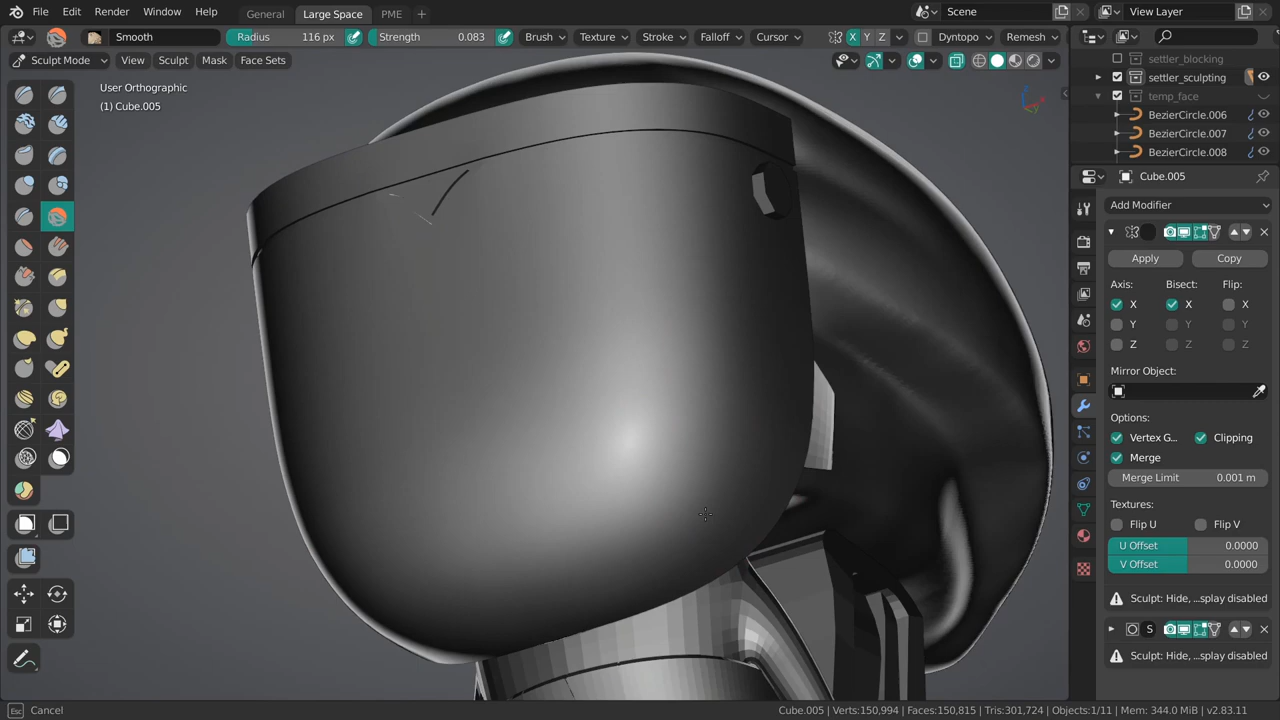 File Edit Render Window Help General Large Space PME + Scene View Layer
Smooth Radius 116 px Strength 0.083 Brush Texture Stroke Falloff Cursor X Y Z Dyntopo Remesh
Sculpt Mode View Sculpt Mask Face Sets
settler_blocking
settler_sculpting
temp_face
BezierCircle.006
BezierCircle.007
BezierCircle.008
User Orthographic
(1) Cube.005
Cube.005
Add Modifier
Apply Copy
Axis: Bisect: Flip:
X X X
Y Y Y
Z Z Z
Mirror Object:
Options:
Vertex G... Clipping
Merge
Merge Limit 0.001 m
Textures:
Flip U Flip V
U Offset 0.0000
V Offset 0.0000
Sculpt: Hide, ...splay disabled
S
Sculpt: Hide, ...splay disabled
Esc Cancel Cube.005 | Verts:150,994 | Faces:150,815 | Tris:301,724 | Objects:1/11 | Mem: 344.0 MiB | v2.83.11